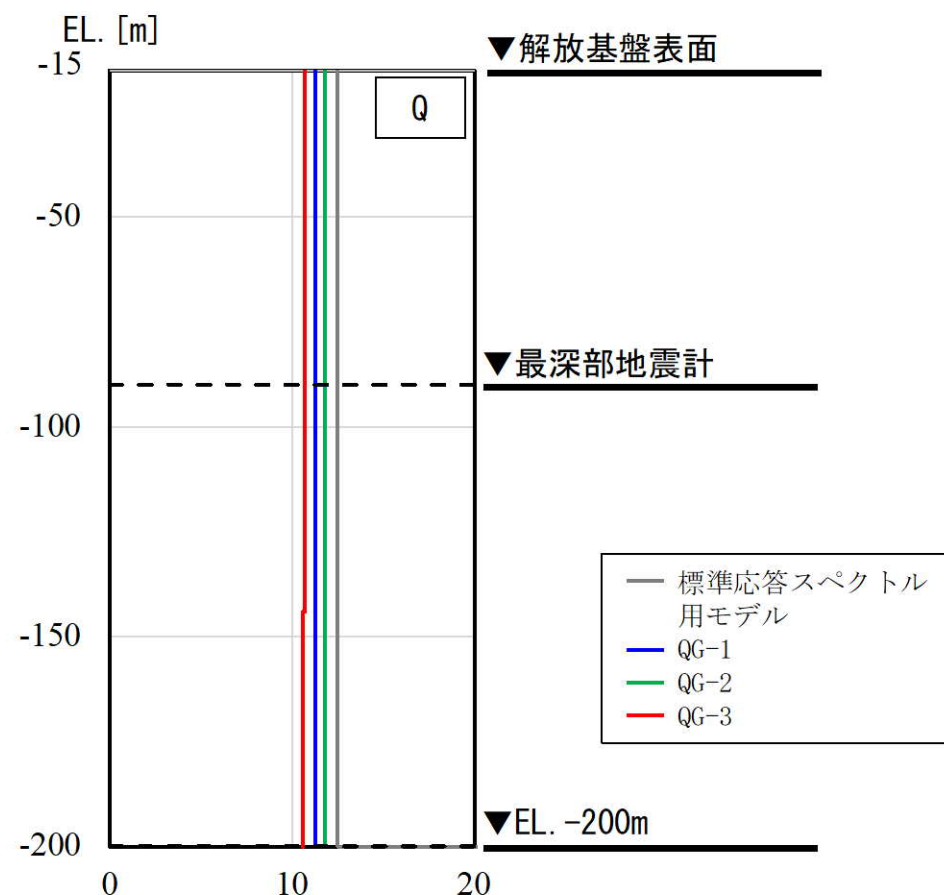 EL. [m]
▼解放基盤表面
-15
Q
-50
▼最深部地震計
-100
標準応答スペクトル
用モデル
-150
QG-1
QG-2
QG-3
▼EL. -200m
-200
0
10
20